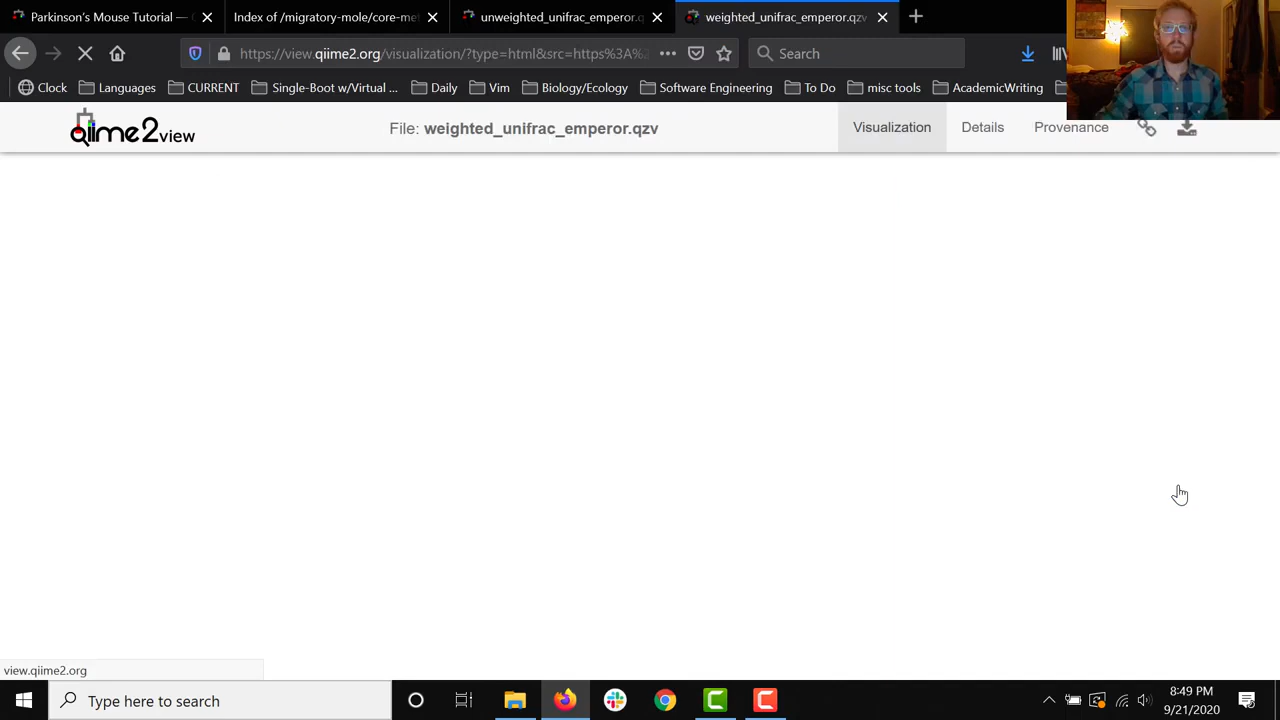 Parkinson's Mouse Tutorial —
Index of /migratory-mole/core-met
unweighted_unifrac_emperor.q
weighted_unifrac_emperor.qzv
https://view.qiime2.org/visualization/?type=html&src=https%3A%
Search
Clock
Languages
CURRENT
Single-Boot w/Vin...
Daily
Vim
Biology/Ecology
Software Engineering
To Do
misc tools
AcademicWriting
qiime2view
File: weighted_unifrac_emperor.qzv
Visualization
Details
Provenance
view.qiime2.org
Type here to search
8:49 PM
9/21/2020